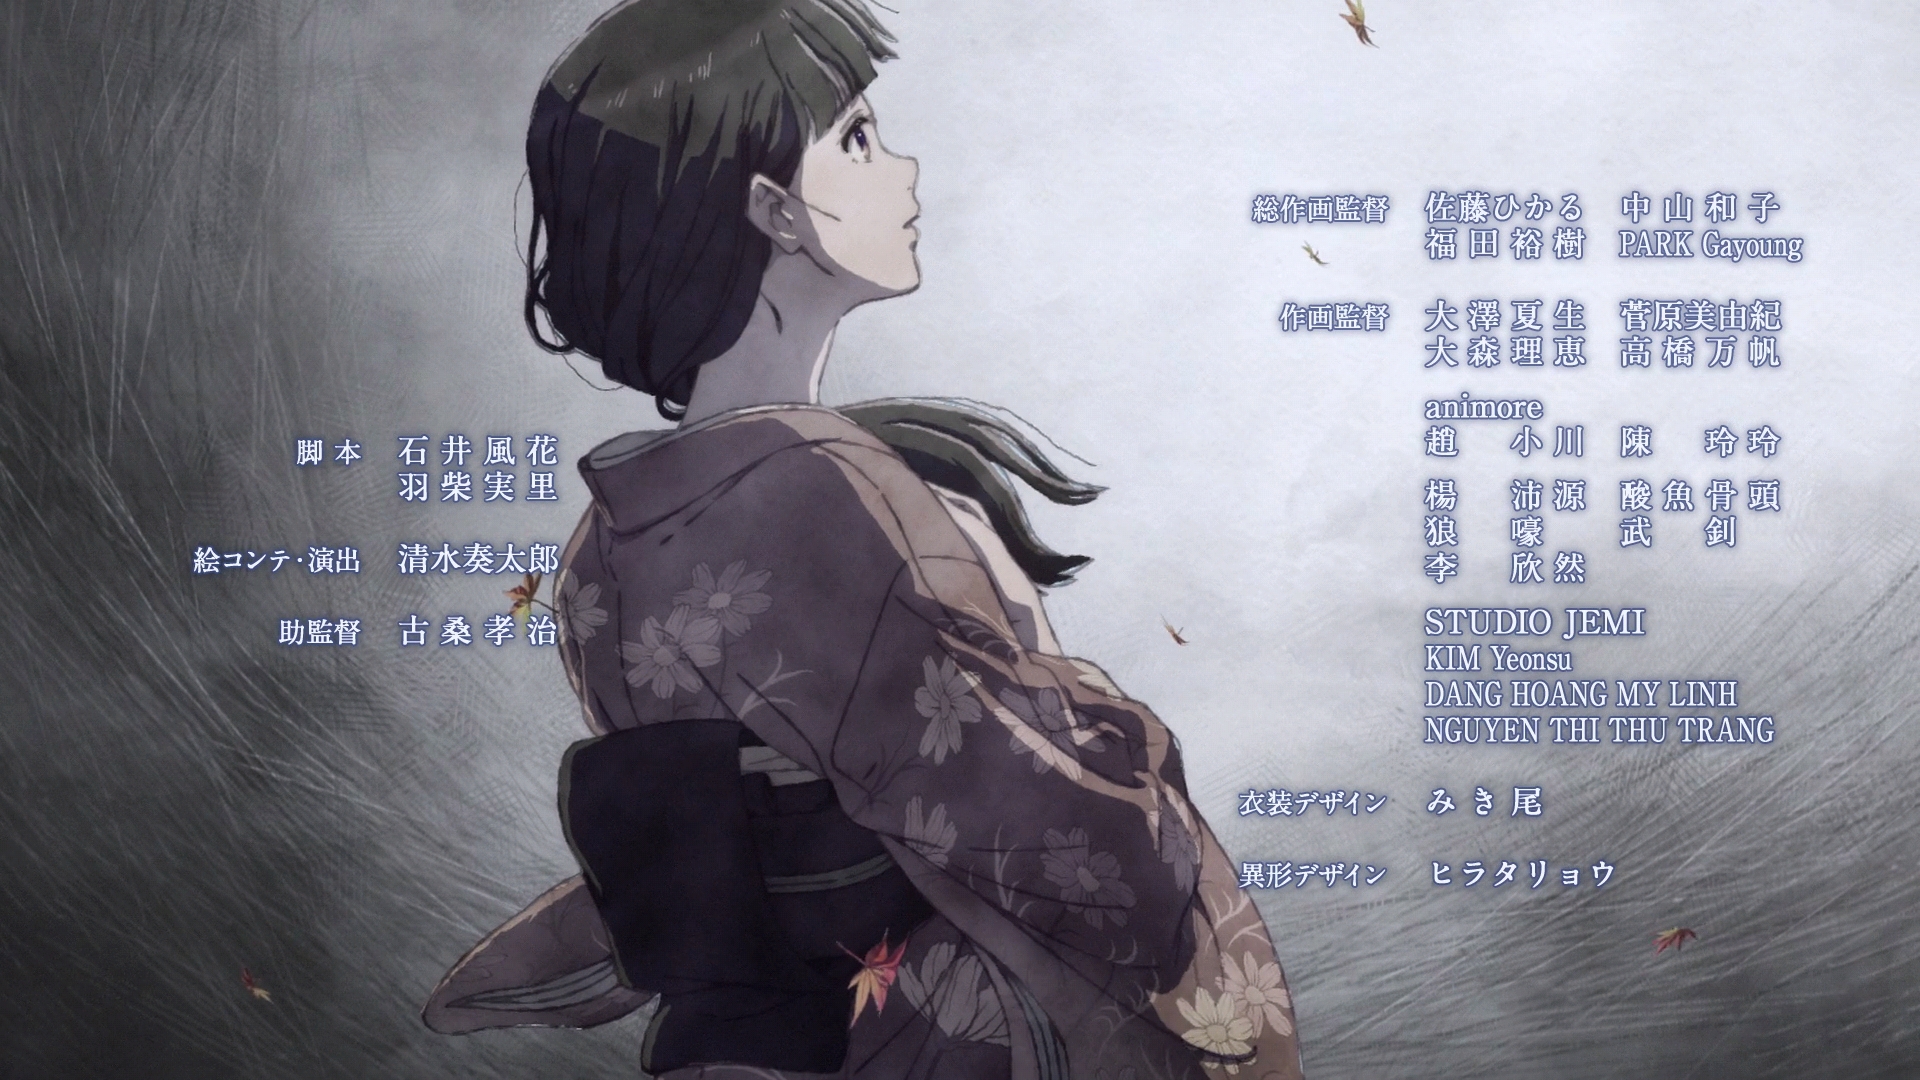 脚本 石井風花
羽柴実里
絵コンテ・演出 清水奏太郎
助監督 古桑孝治
総作画監督 佐藤ひかる 中山和子
福田裕樹 PARK Gayoung
作画監督 大澤夏生 菅原美由紀
大森理恵 高橋万帆
animore
趙小川 陳玲玲
楊沛源 酸魚骨頭
狼嚎 武釗
李欣然
STUDIO JEMI
KIM Yeonsu
DANG HOANG MY LINH
NGUYEN THI THU TRANG
衣装デザイン みき尾
異形デザイン ヒラタリョウ